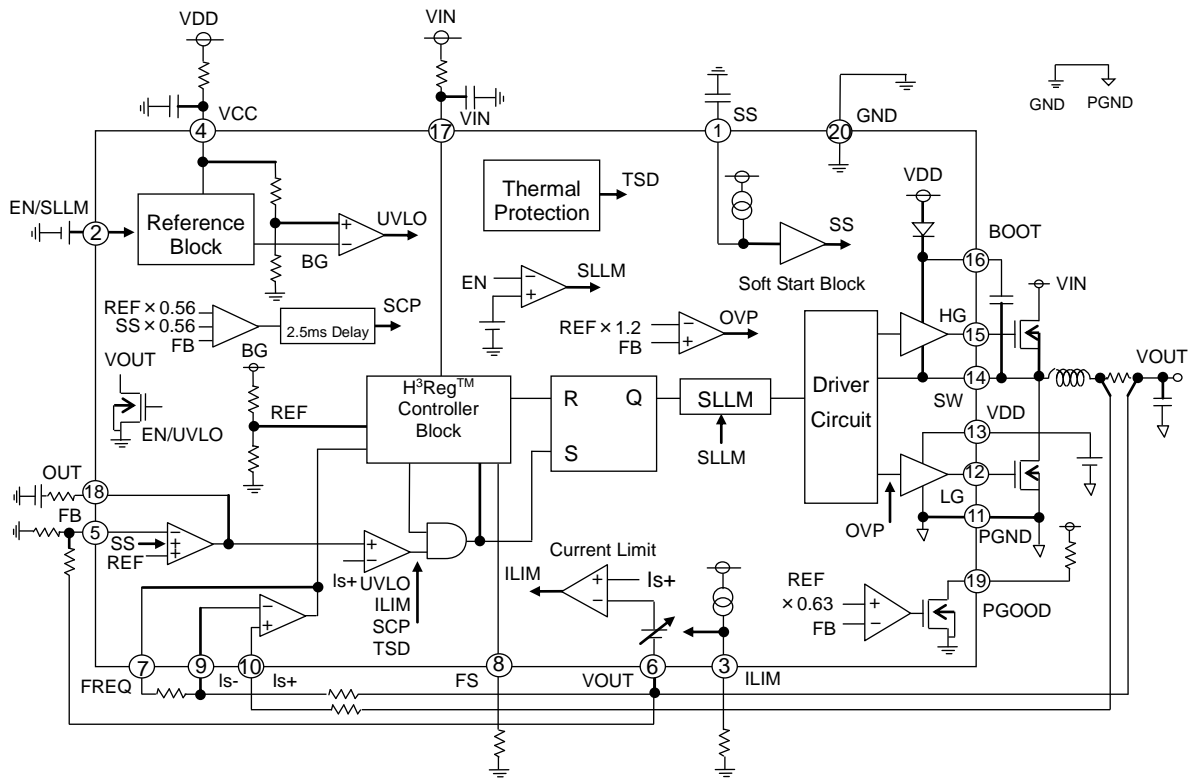 VDD
VIN
VCC
4
17
VIN
1
SS
20
GND
GND
PGND
EN/SLLM
2
Reference
Block
+
−
UVLO
BG
Thermal
Protection
TSD
SS
Soft Start Block
VDD
BOOT
16
VIN
REF×0.56
SS×0.56
FB
2.5ms Delay
SCP
EN
−
+
SLLM
REF×1.2
FB
−
+
OVP
HG
15
14
SW
VOUT
VOUT
EN/UVLO
BG
REF
H³Reg™
Controller
Block
R
Q
S
SLLM
SLLM
Driver
Circuit
VDD
13
12
LG
11
PGND
OVP
OUT
18
FB
5
SS
REF
−
+
+
+
−
Is+
UVLO
ILIM
SCP
TSD
−
+
Current Limit
ILIM
+
−
Is+
REF
×0.63
FB
+
−
19
PGOOD
7
FREQ
9
Is-
10
Is+
8
FS
6
VOUT
3
ILIM